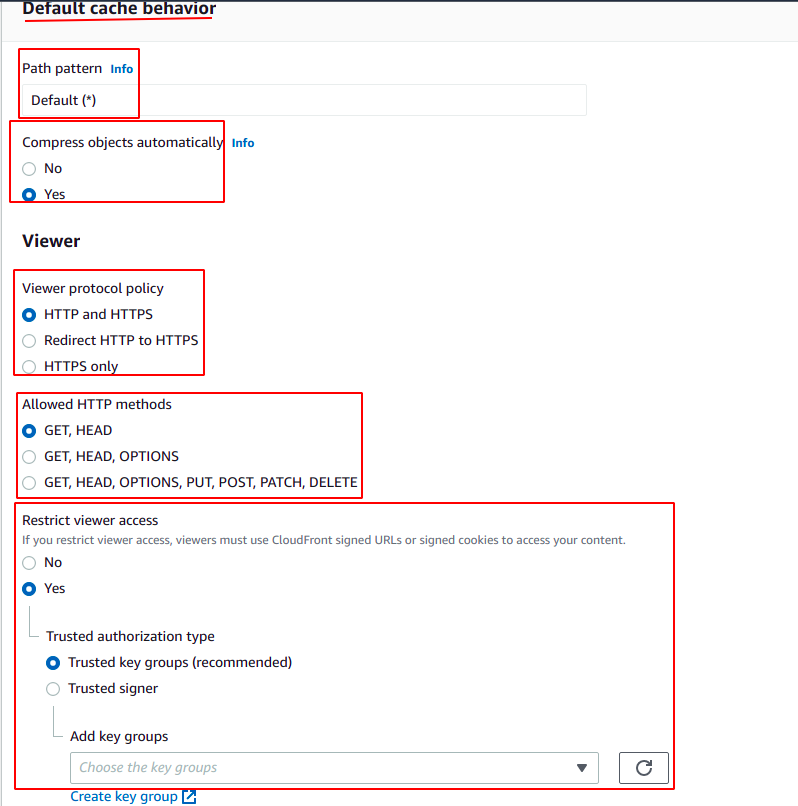 Default cache behavior
Path pattern Info
Default (*)
Compress objects automatically Info
No
Yes
Viewer
Viewer protocol policy
HTTP and HTTPS
Redirect HTTP to HTTPS
HTTPS only
Allowed HTTP methods
GET, HEAD
GET, HEAD, OPTIONS
GET, HEAD, OPTIONS, PUT, POST, PATCH, DELETE
Restrict viewer access
If you restrict viewer access, viewers must use CloudFront signed URLs or signed cookies to access your content.
No
Yes
Trusted authorization type
Trusted key groups (recommended)
Trusted signer
Add key groups
Choose the key groups
Create key group